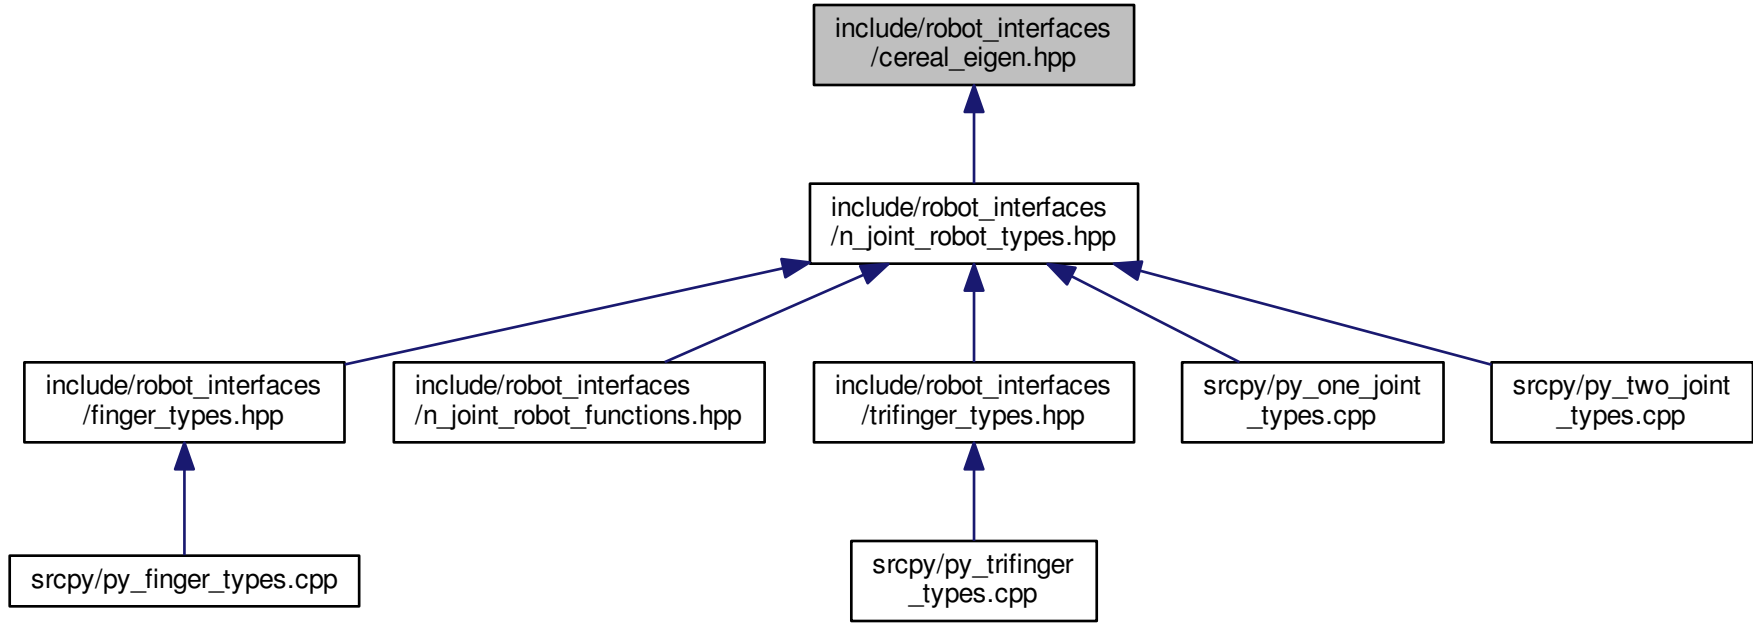 include/robot_interfaces
/cereal_eigen.hpp
include/robot_interfaces
/n_joint_robot_types.hpp
include/robot_interfaces
/finger_types.hpp
include/robot_interfaces
/n_joint_robot_functions.hpp
include/robot_interfaces
/trifinger_types.hpp
srcpy/py_one_joint
_types.cpp
srcpy/py_two_joint
_types.cpp
srcpy/py_finger_types.cpp
srcpy/py_trifinger
_types.cpp